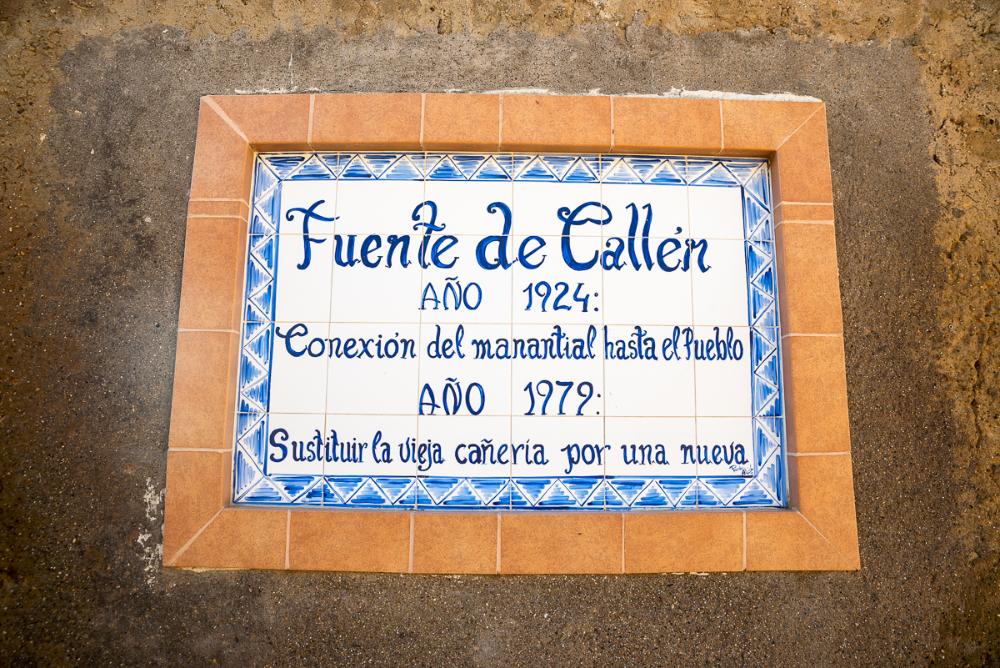 Fuente de Callén
AÑO 1924:
Conexión del manantial hasta el Pueblo
AÑO 1979:
Sustituir la vieja cañería por una nueva